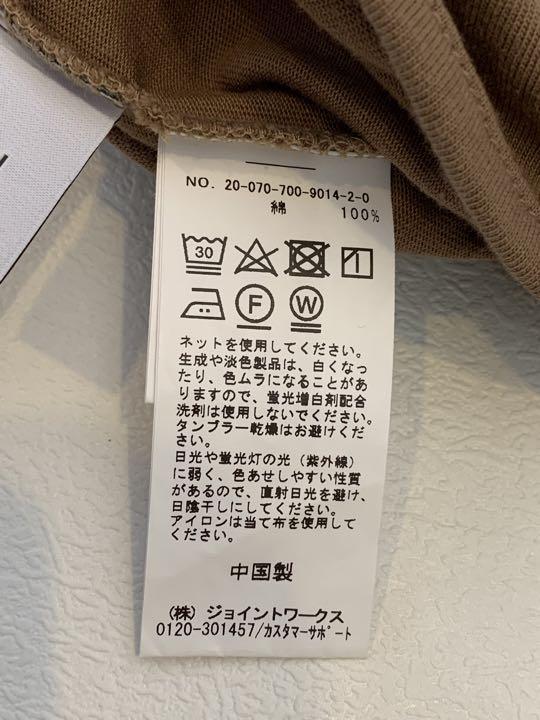 NO. 20-070-700-9014-2-0
綿 100%
30
F W
ネットを使用してください。
生成や淡色製品は、白くなっ
たり、色ムラになることがあ
りますので、蛍光増白剤配合
洗剤は使用しないでください。
タンブラー乾燥はお避けくだ
さい。
日光や蛍光灯の光（紫外線）
に弱く、色あせしやすい性質
があるので、直射日光を避け、
日陰干しにしてください。
アイロンは当て布を使用して
ください。
中国製
（株）ジョイントワークス
0120-301457/ｶｽﾀﾏｰｻﾎﾟｰﾄ